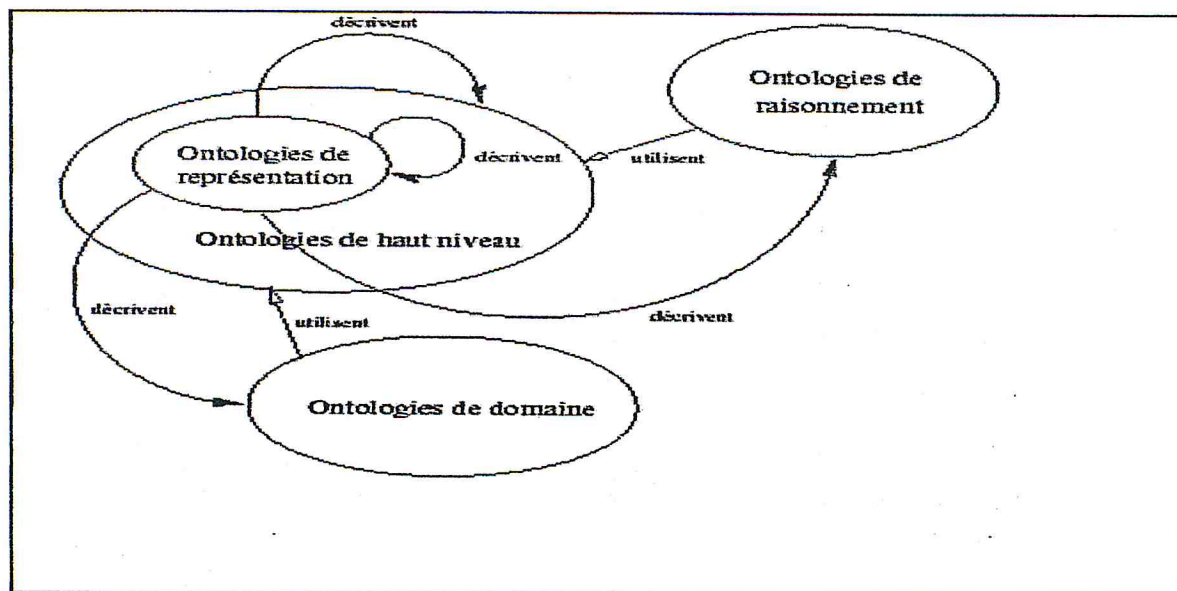 décrivent
Ontologies de
raisonnement
Ontologies de
représentation
décrivent
utilisent
Ontologies de haut niveau
décrivent
utilisent
décrivent
Ontologies de domaine